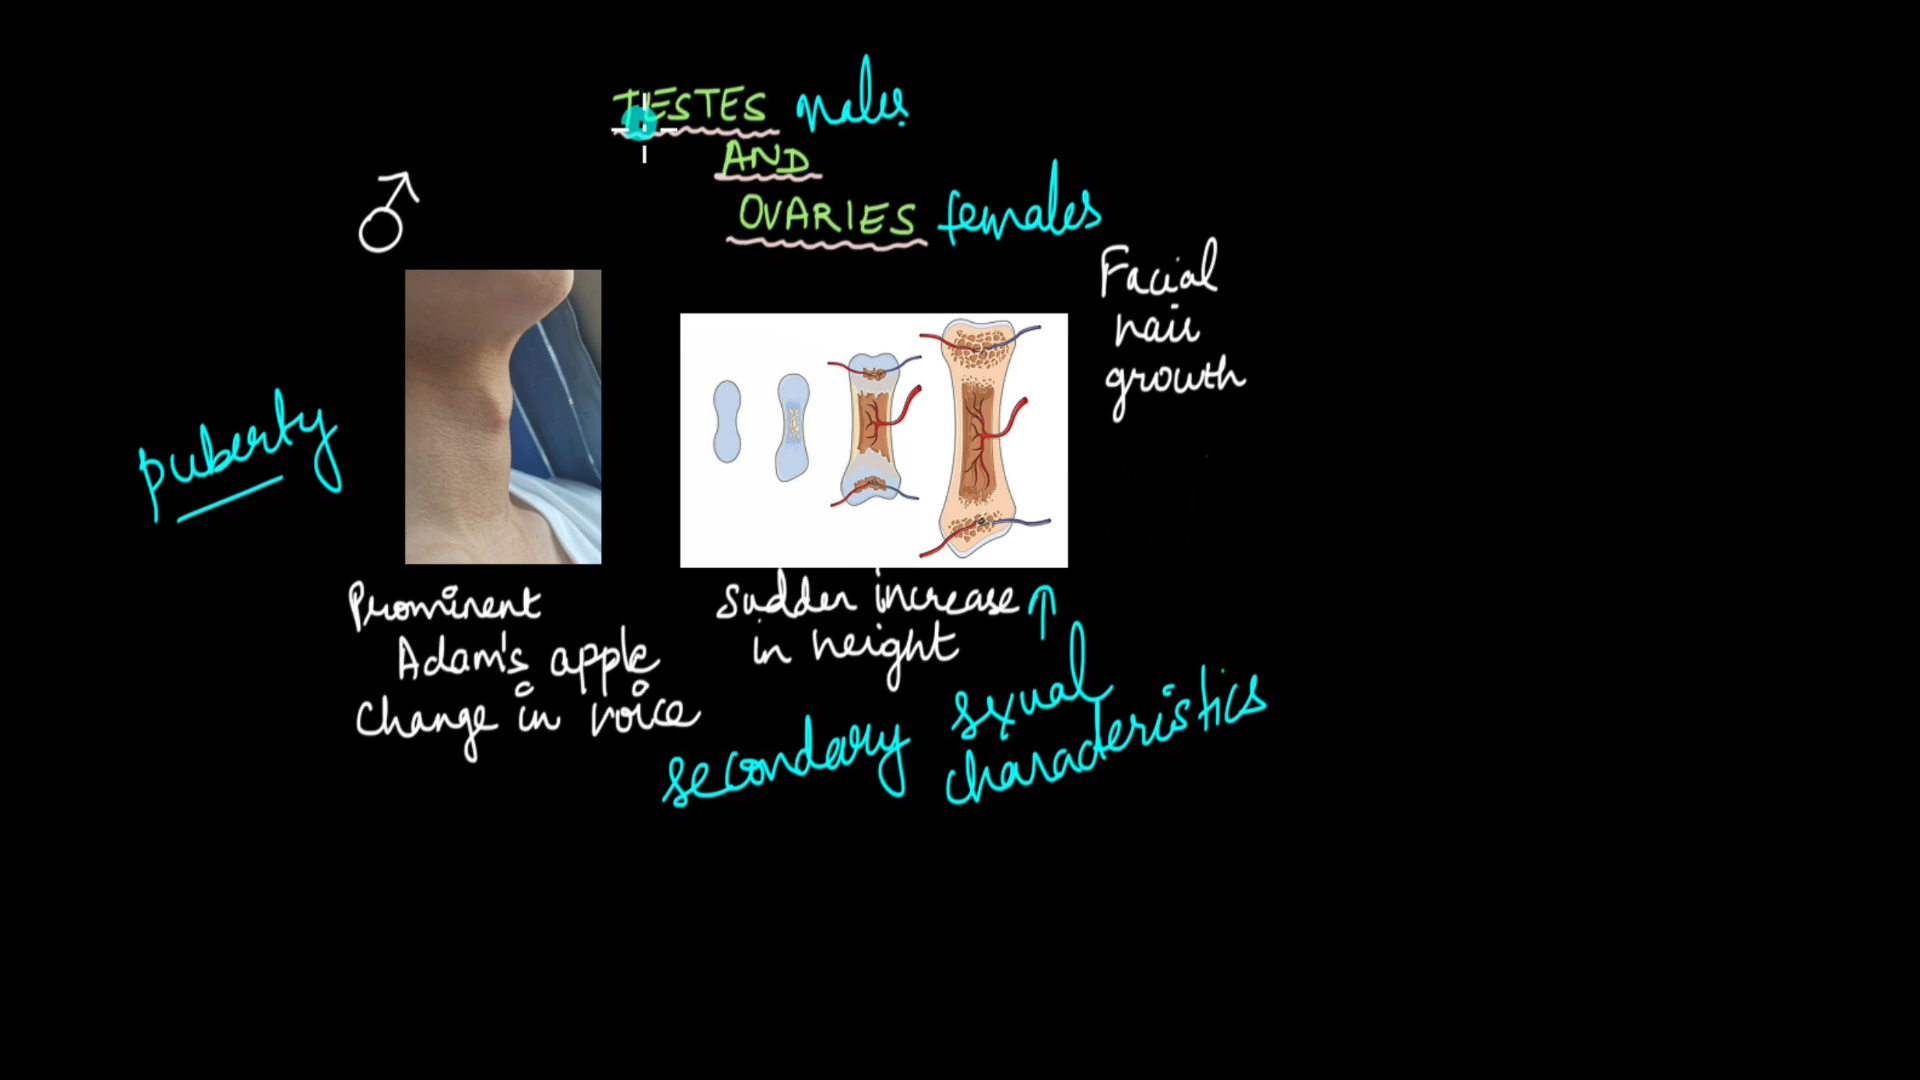 TESTES males
AND
OVARIES females
Facial
hair
growth
puberty
Prominent
Adam's apple
Change in voice
Sudden increase
in height
secondary sexual
characteristics